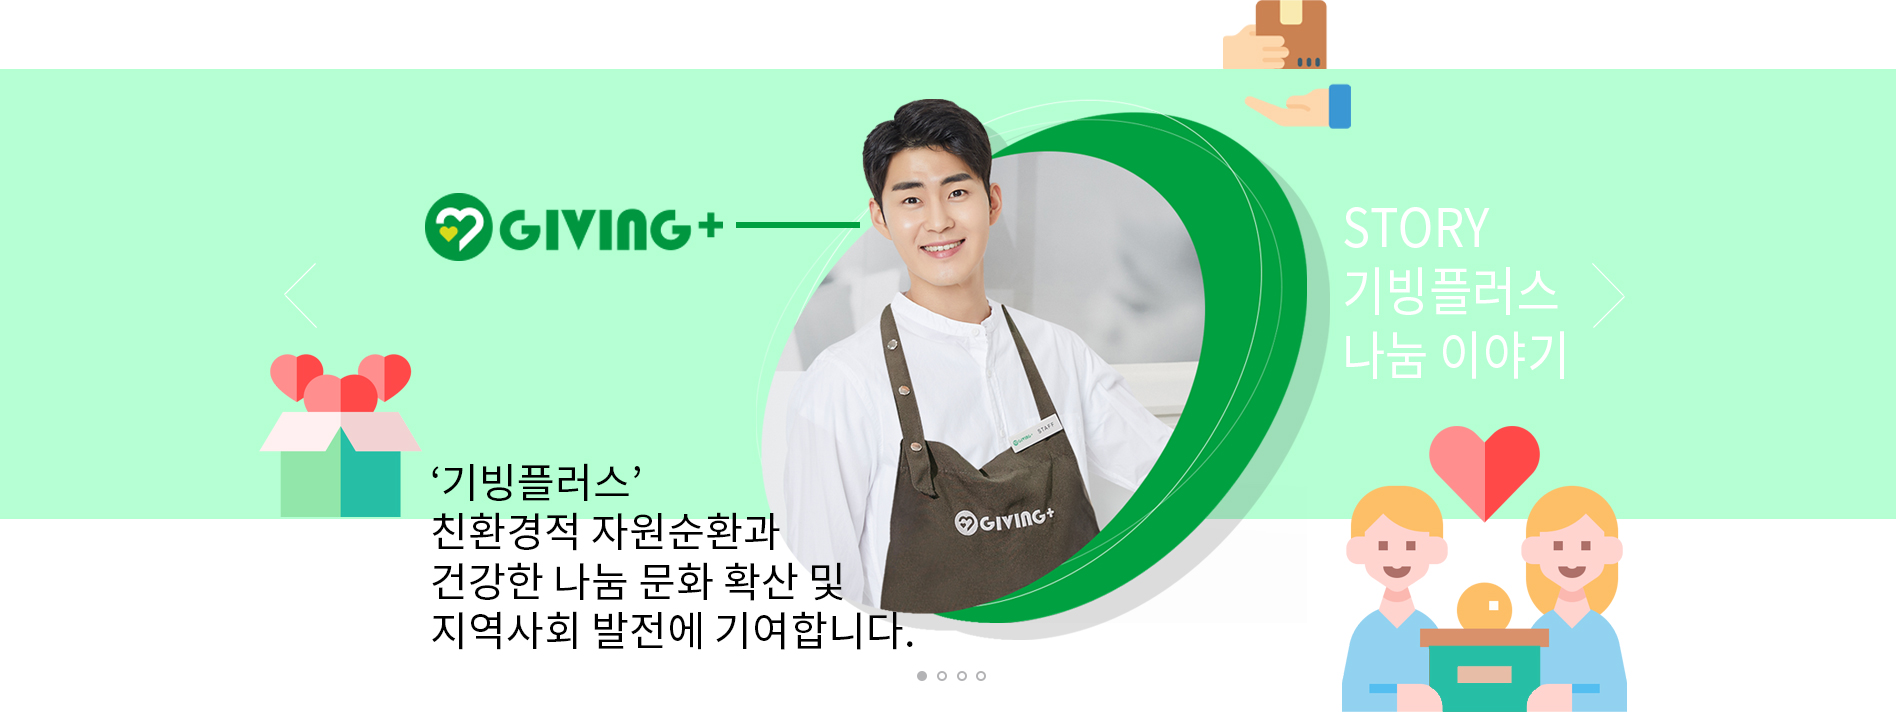 GIVING+
STORY
기빙플러스
나눔 이야기
‘기빙플러스’
친환경적 자원순환과
건강한 나눔 문화 확산 및
지역사회 발전에 기여합니다.
GIVING+ STAFF
GIVING+